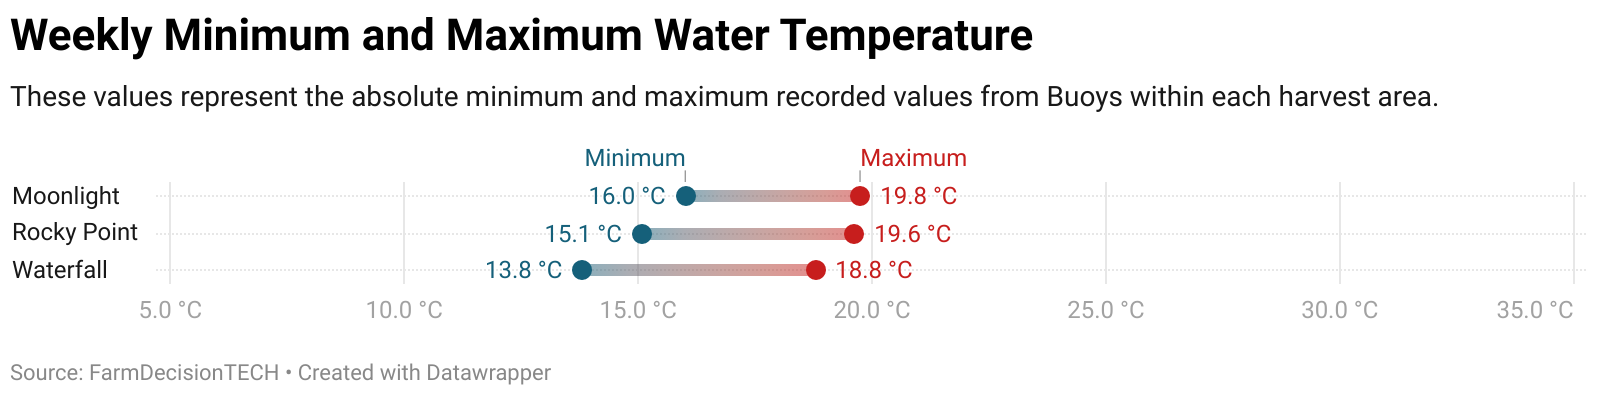 Weekly Minimum and Maximum Water Temperature
These values represent the absolute minimum and maximum recorded values from Buoys within each harvest area.
Minimum Maximum
Moonlight 16.0 °C 19.8 °C
Rocky Point 15.1 °C 19.6 °C
Waterfall 13.8 °C 18.8 °C
5.0 °C 10.0 °C 15.0 °C 20.0 °C 25.0 °C 30.0 °C 35.0 °C
Source: FarmDecisionTECH • Created with Datawrapper